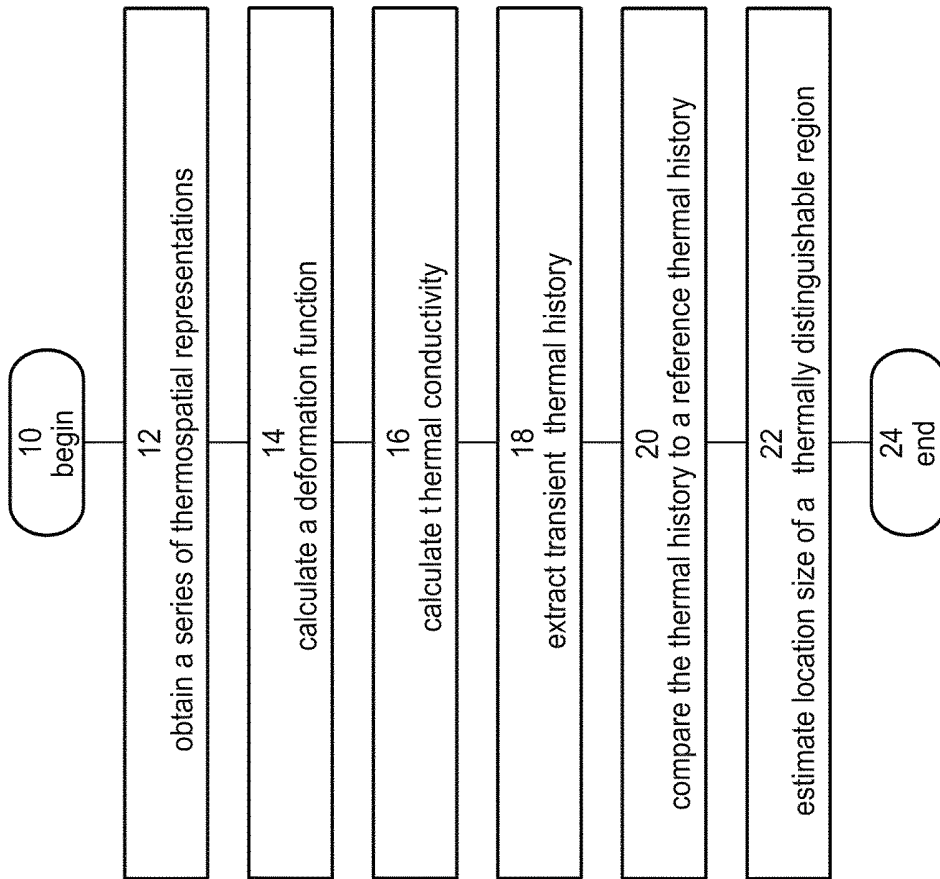 10
begin
12
obtain a series of thermospatial representations
14
calculate a deformation function
16
calculate thermal conductivity
18
extract transient thermal history
20
compare the thermal history to a reference thermal history
22
estimate location size of a thermally distinguishable region
24
end